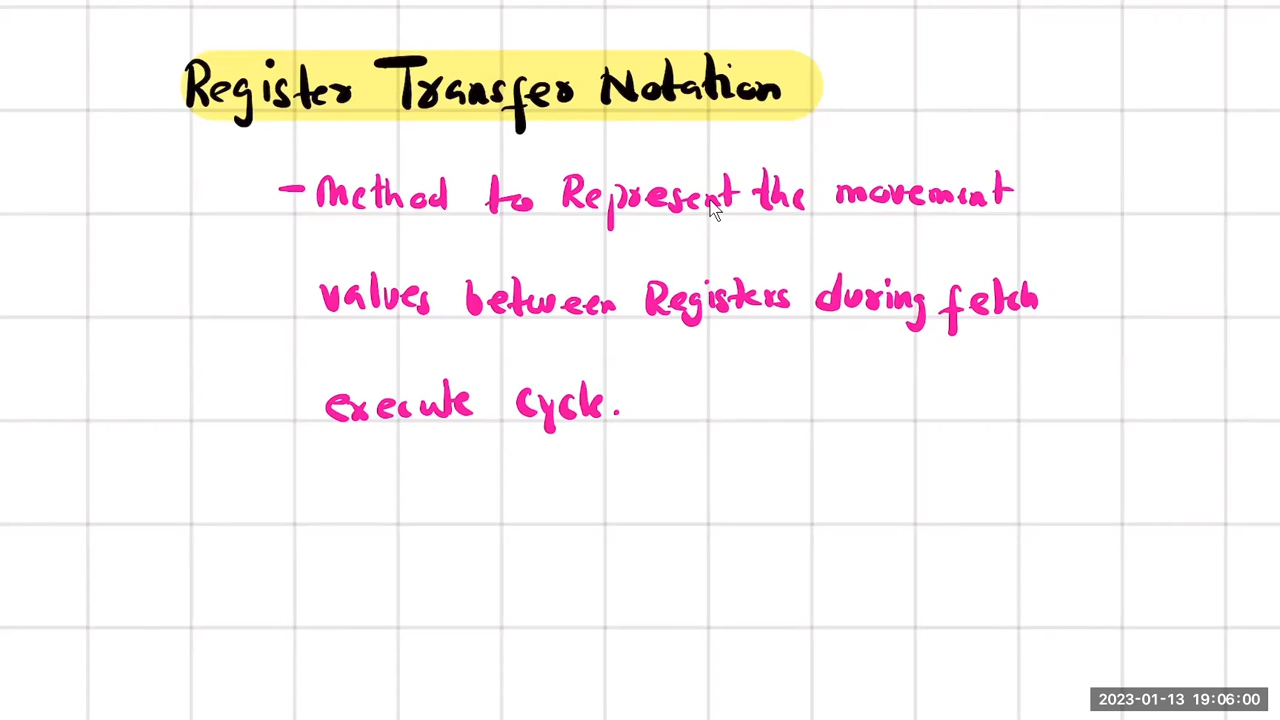 Register Transfer Notation
- Method to Represent the movement
values between Registers during fetch
execute cycle.
2023-01-13 19:06:00